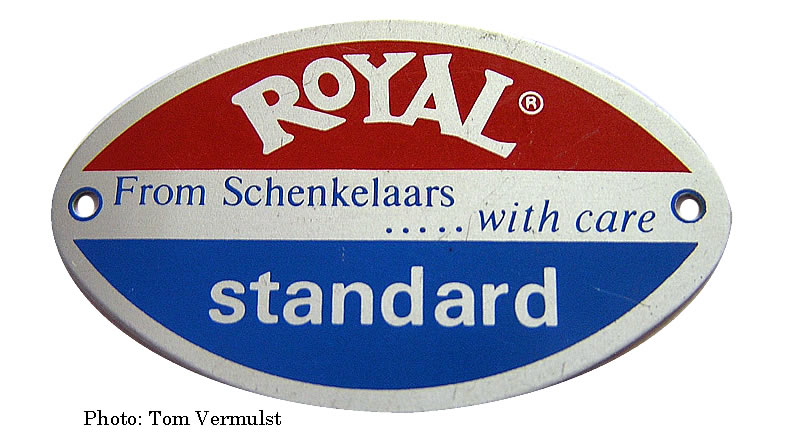 ROYAL®
From Schenkelaars
..... with care
standard
Photo: Tom Vermulst